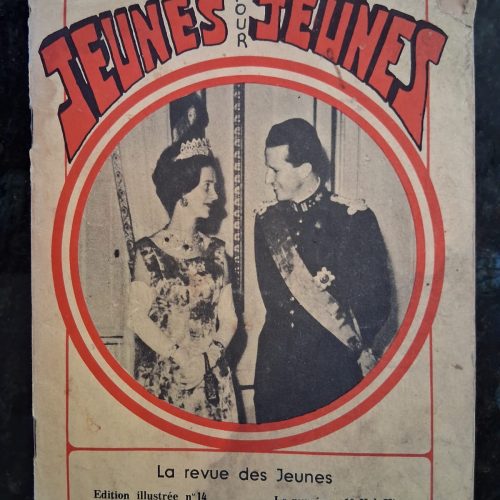 JEUNES POUR JEUNES
La revue des Jeunes
Edition illustrée n° 14